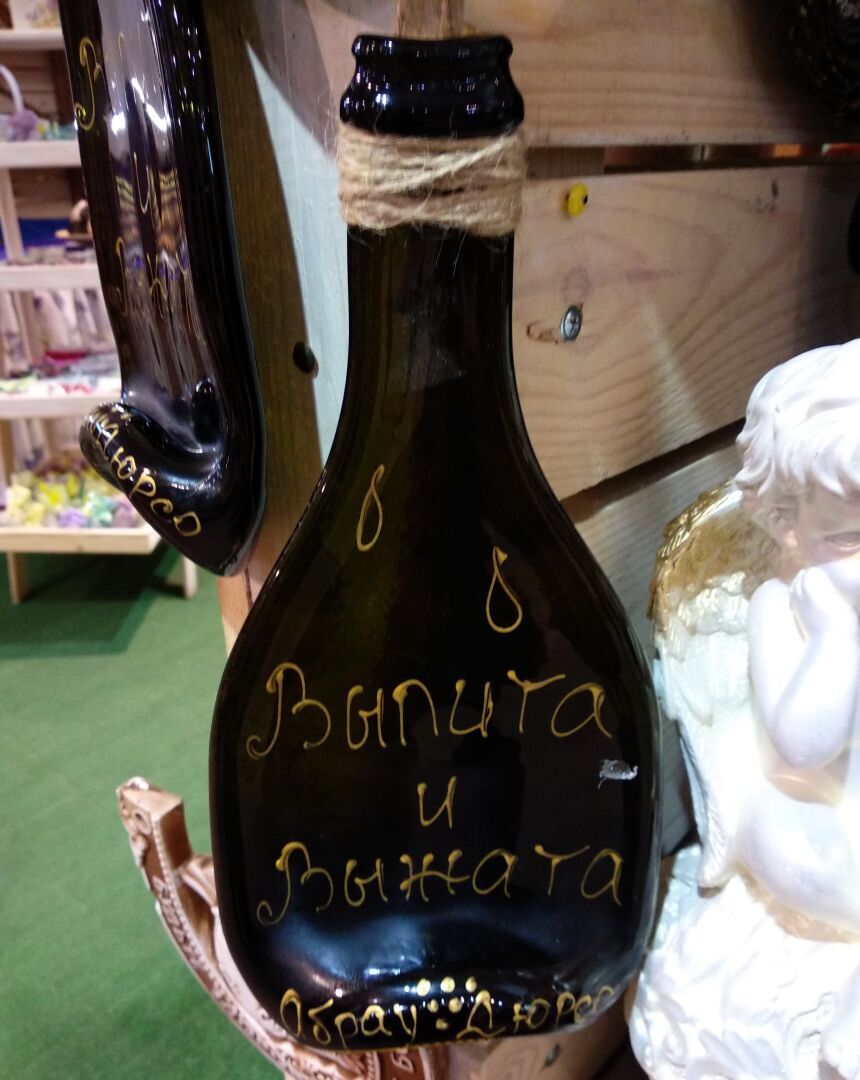 Выпита
и
Выжата
Абрау Дюрсо
и
Дюрсо